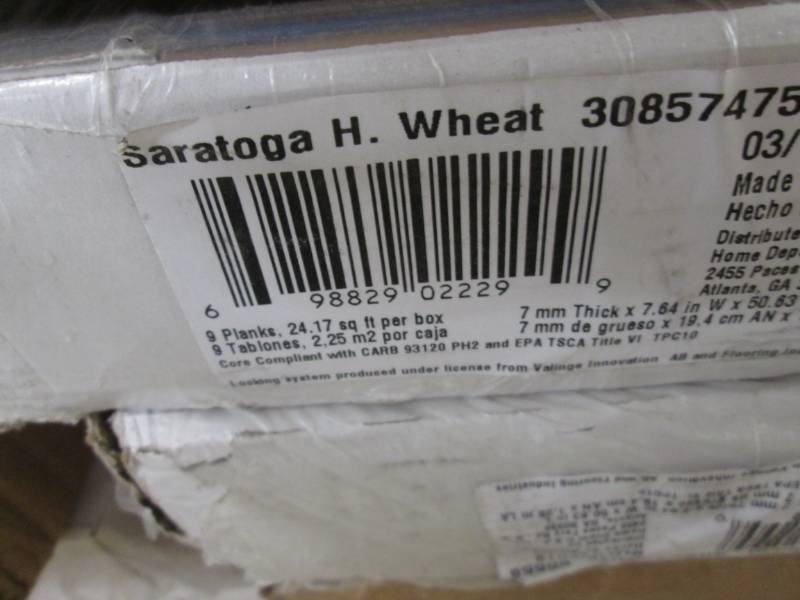 Saratoga H. Wheat 30857475
03/
Made
Hecho
Distribute
Home Dep
2455 Paces
Atlanta, GA
6 98829 02229 9
9 Planks, 24.17 sq ft per box
7 mm Thick x 7.64 in W x 50.63
9 Tablones, 2.25 m2 por caja
7 mm de grueso x 19.4 cm AN x
Core Compliant with CARB 93120 PH2 and EPA TSCA Title VI TPC10
Locking system produced under license from Valinge Innovation AB and Flooring Ind